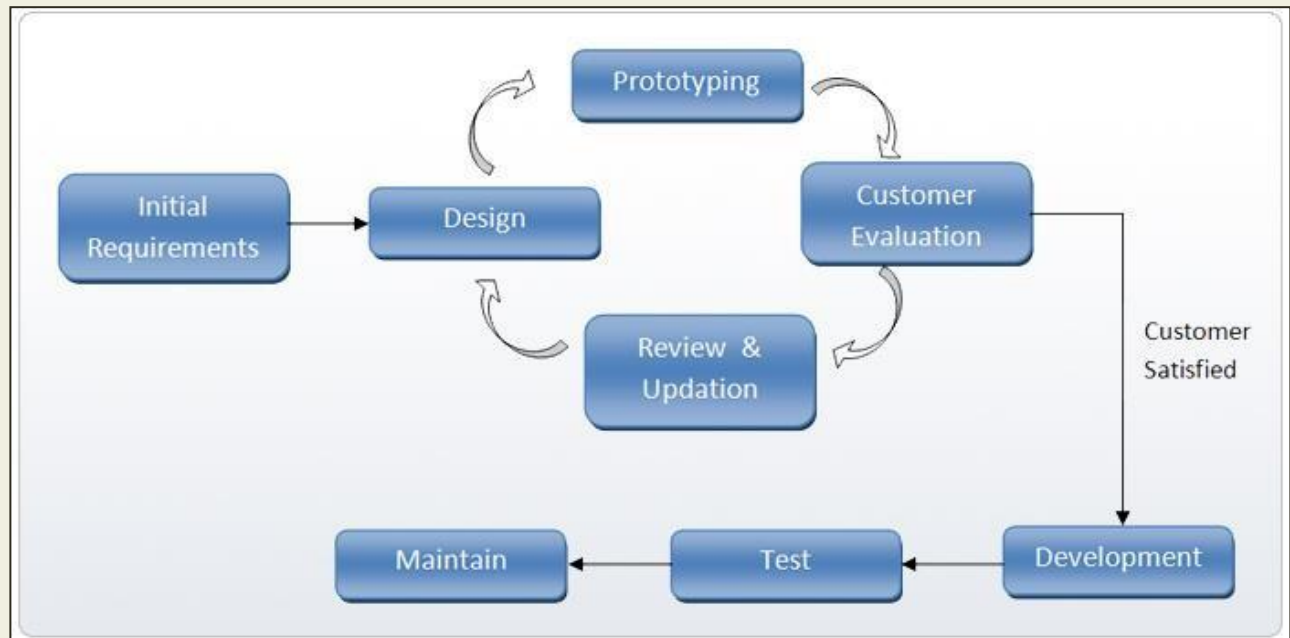 Prototyping
Initial
Requirements
Design
Customer
Evaluation
Review &
Updation
Customer
Satisfied
Maintain
Test
Development